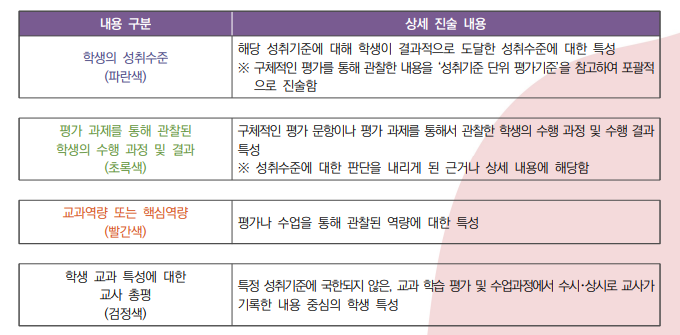 내용 구분
상세 진술 내용
학생의 성취수준
(파란색)
해당 성취기준에 대해 학생이 결과적으로 도달한 성취수준에 대한 특성
※ 구체적인 평가를 통해 관찰한 내용을 ‘성취기준 단위 평가기준’을 참고하여 포괄적
으로 진술함
평가 과제를 통해 관찰된
학생의 수행 과정 및 결과
(초록색)
구체적인 평가 문항이나 평가 과제를 통해서 관찰한 학생의 수행 과정 및 수행 결과
특성
※ 성취수준에 대한 판단을 내리게 된 근거나 상세 내용에 해당함
교과역량 또는 핵심역량
(빨간색)
평가나 수업을 통해 관찰된 역량에 대한 특성
학생 교과 특성에 대한
교사 총평
(검정색)
특정 성취기준에 국한되지 않은, 교과 학습 평가 및 수업과정에서 수시·상시로 교사가
기록한 내용 중심의 학생 특성